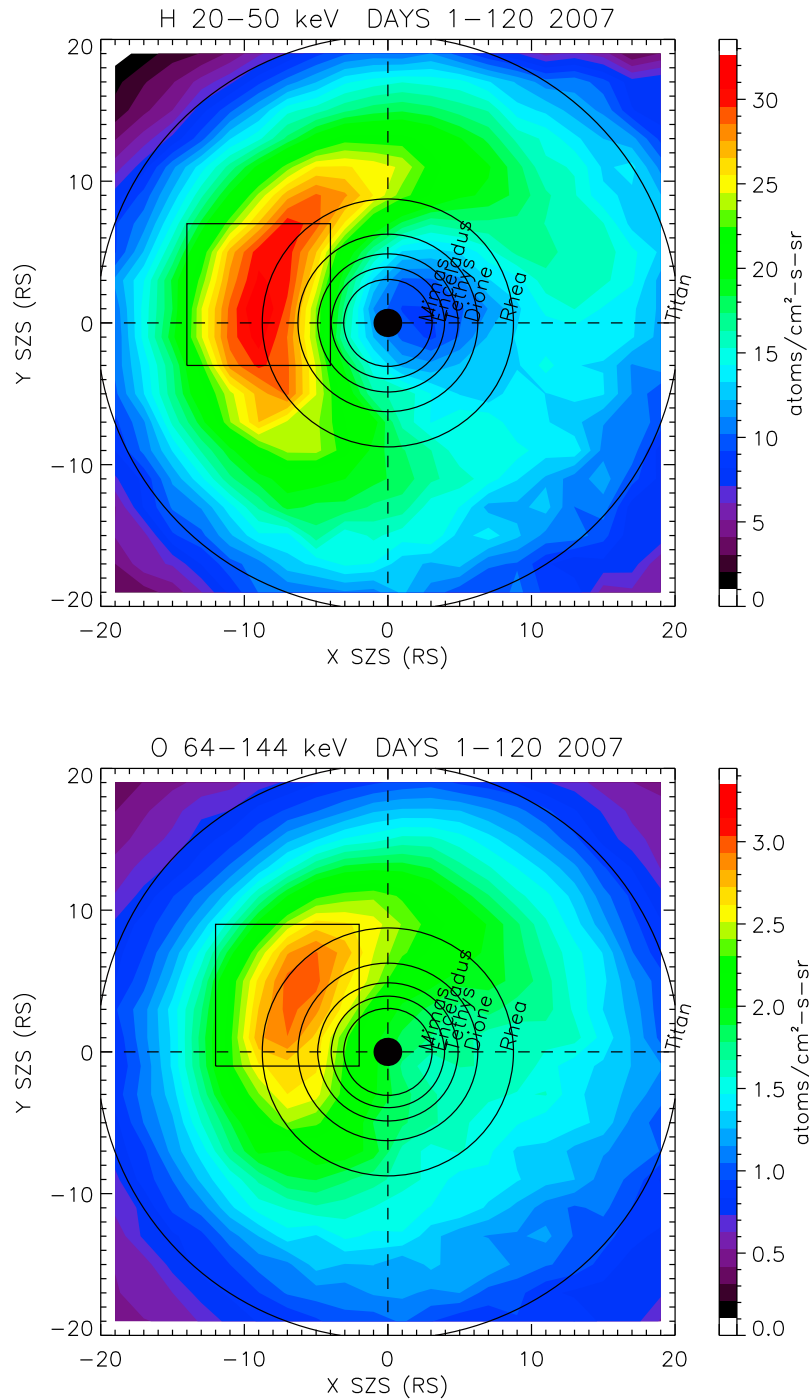 H 20−50 keV DAYS 1−120 2007
20
10
0
−10
−20
Y SZS (RS)
−20
−10
0
10
20
X SZS (RS)
Mimas
Enceladus
Tethys
Dione
Rhea
Titan
30
25
20
15
10
5
0
atoms/cm²−s−sr
O 64−144 keV DAYS 1−120 2007
20
10
0
−10
−20
Y SZS (RS)
−20
−10
0
10
20
X SZS (RS)
Mimas
Enceladus
Tethys
Dione
Rhea
Titan
3.0
2.5
2.0
1.5
1.0
0.5
0.0
atoms/cm²−s−sr